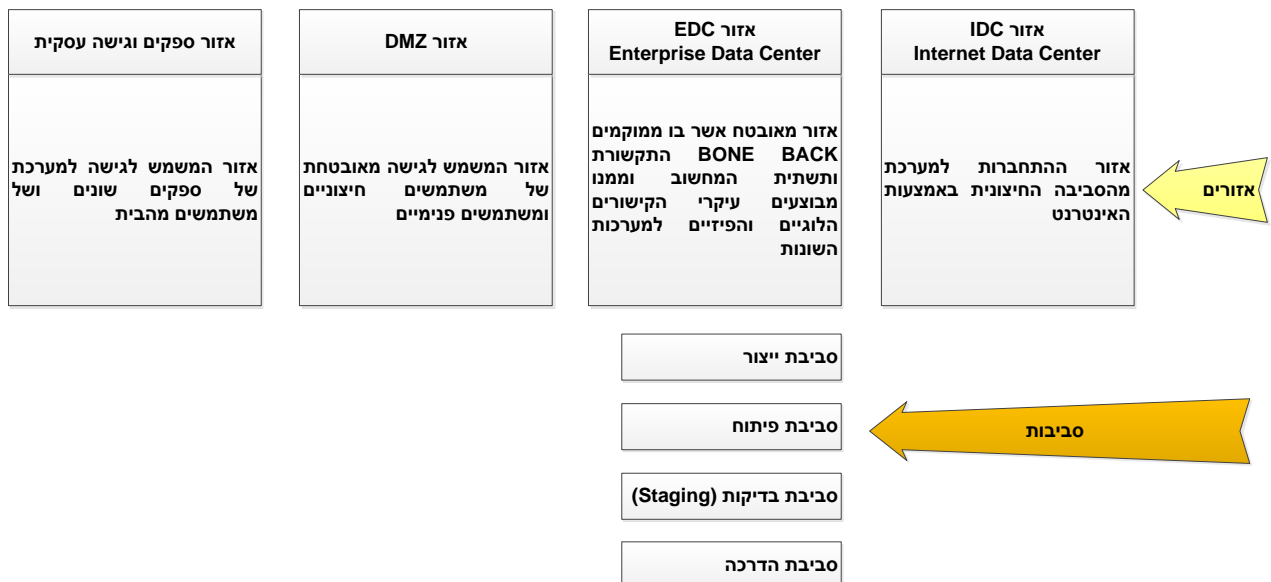 אזור IDC
Internet Data Center
אזור ההתחברות למערכת
מהסביבה החיצונית באמצעות
האינטרנט
אזור EDC
Enterprise Data Center
אזור מאובטח אשר בו ממוקמים
BONE BACK התקשורת
ותשתית המחשוב וממנו
מבוצעים עיקרי הקישורים
הלוגיים והפיזיים למערכות
השונות
אזור DMZ
אזור המשמש לגישה מאובטחת
של משתמשים חיצוניים
ומשתמשים פנימיים
אזור ספקים וגישה עסקית
אזור המשמש לגישה למערכת
של ספקים שונים ושל
משתמשים מהבית
אזורים
סביבת ייצור
סביבת פיתוח
סביבת בדיקות (Staging)
סביבת הדרכה
סביבות